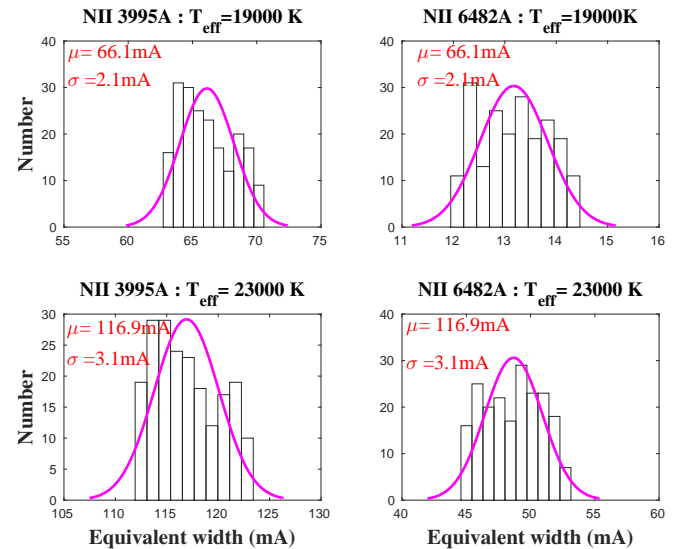 NII 3995A : T_eff=19000 K
μ= 66.1mA
σ =2.1mA
Number
40
30
20
10
0
55
60
65
70
75
NII 6482A : T_eff=19000K
μ= 66.1mA
σ =2.1mA
40
30
20
10
0
11
12
13
14
15
16
NII 3995A : T_eff= 23000 K
μ= 116.9mA
σ =3.1mA
Number
30
25
20
15
10
5
0
105
110
115
120
125
130
Equivalent width (mA)
NII 6482A : T_eff= 23000 K
μ= 116.9mA
σ =3.1mA
40
30
20
10
0
40
45
50
55
60
Equivalent width (mA)